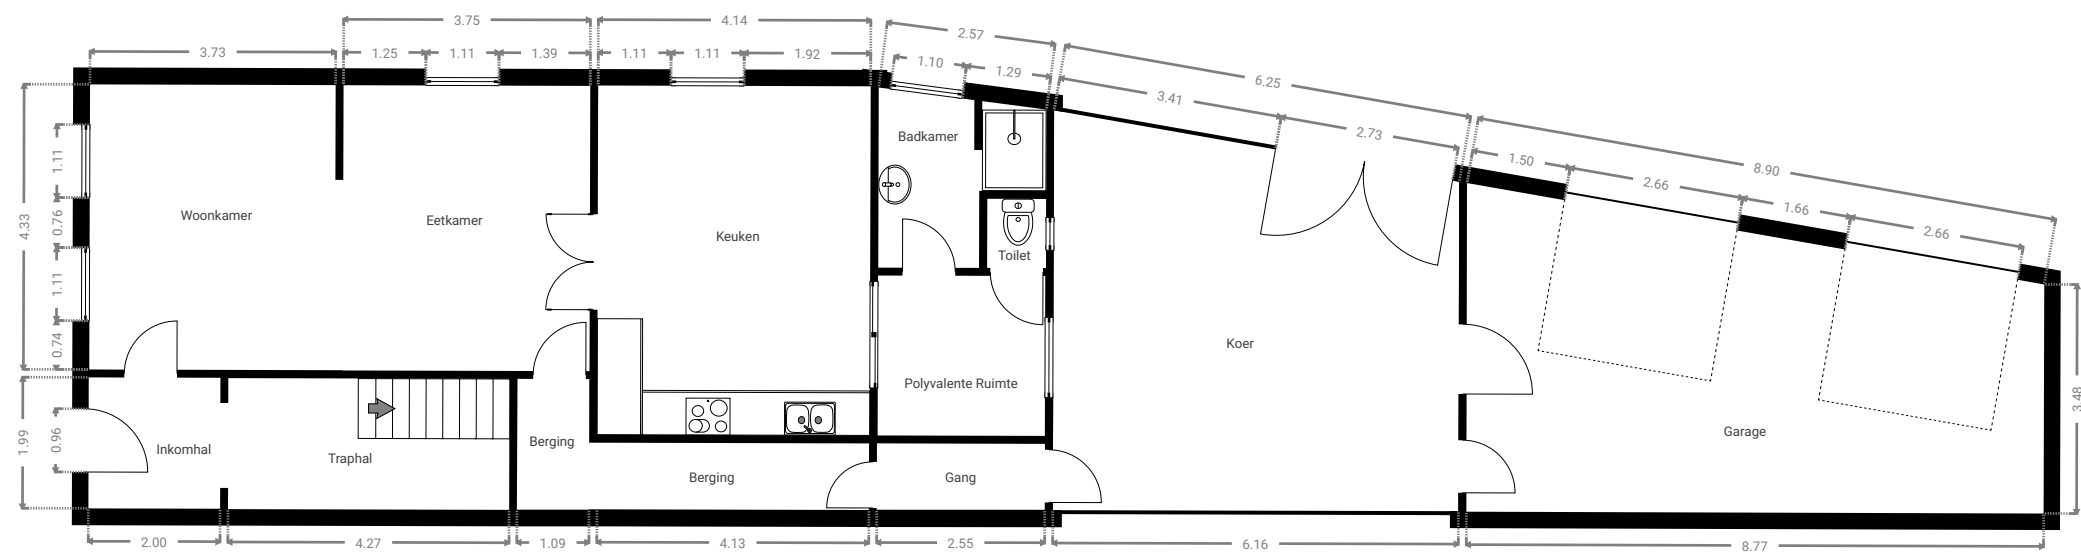 3.75
4.14
2.57
3.73
1.25
1.11
1.39
1.11
1.11
1.92
1.10
1.29
6.25
3.41
2.73
8.90
1.50
2.66
1.66
2.66
4.33
1.11
0.76
1.11
0.74
1.99
0.96
3.48
Badkamer
Woonkamer
Eetkamer
Keuken
Toilet
Koer
Polyvalente Ruimte
Garage
Inkomhal
Traphal
Berging
Berging
Gang
2.00
4.27
1.09
4.13
2.55
6.16
8.77